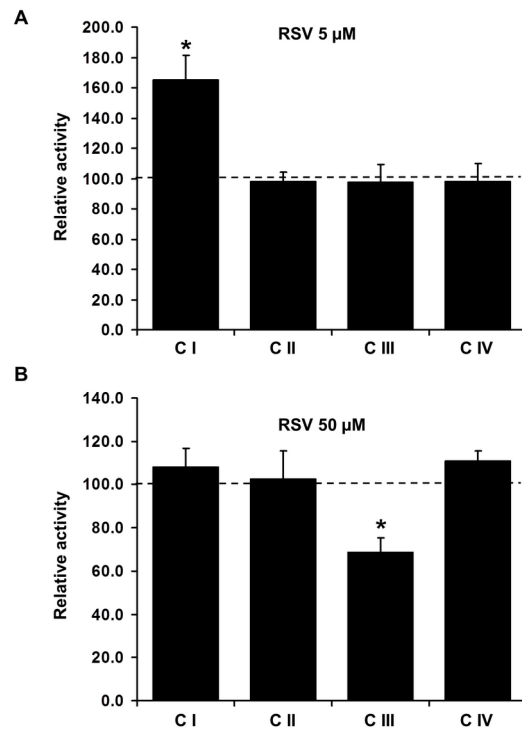 A
RSV 5 µM
200.0
180.0
160.0
140.0
120.0
100.0
80.0
60.0
40.0
20.0
0.0
Relative activity
*
C I C II C III C IV
B
RSV 50 µM
140.0
120.0
100.0
80.0
60.0
40.0
20.0
0.0
Relative activity
*
C I C II C III C IV